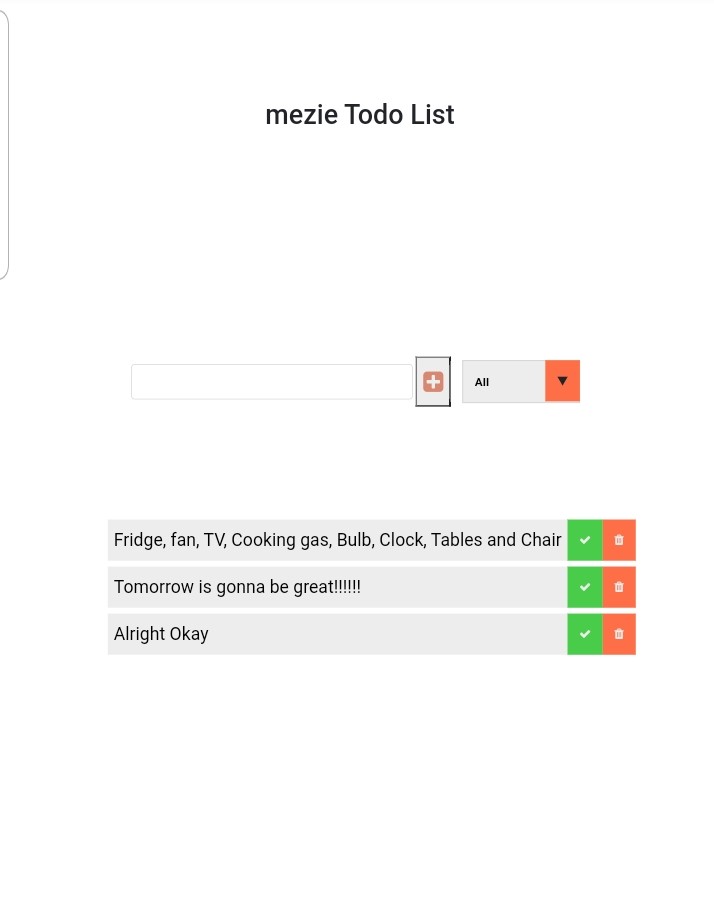 mezie Todo List
All
Fridge, fan, TV, Cooking gas, Bulb, Clock, Tables and Chair
Tomorrow is gonna be great!!!!!!
Alright Okay